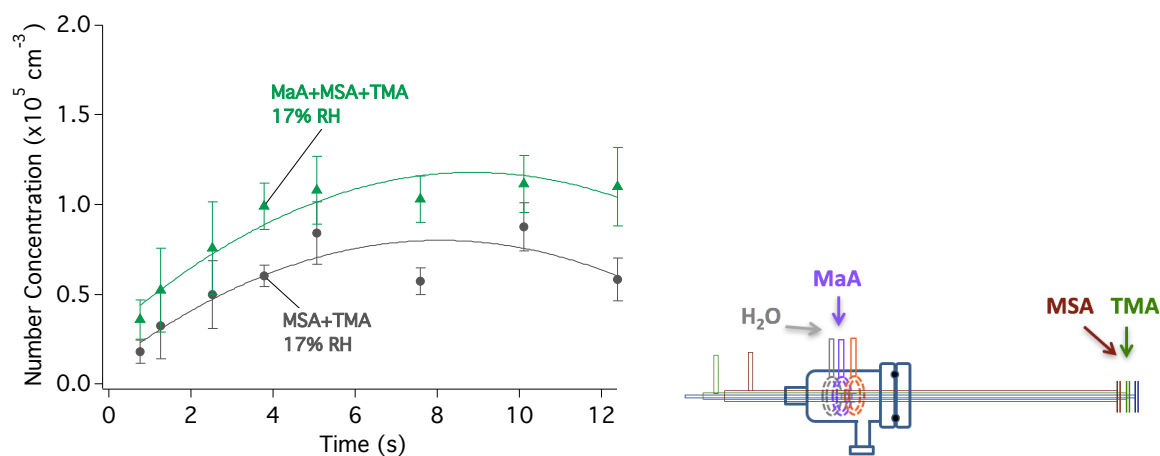 Number Concentration (x10⁵ cm⁻³)
2.0
1.5
1.0
0.5
0.0
MaA+MSA+TMA
17% RH
MSA+TMA
17% RH
0 2 4 6 8 10 12
Time (s)
MaA
H₂O
MSA TMA